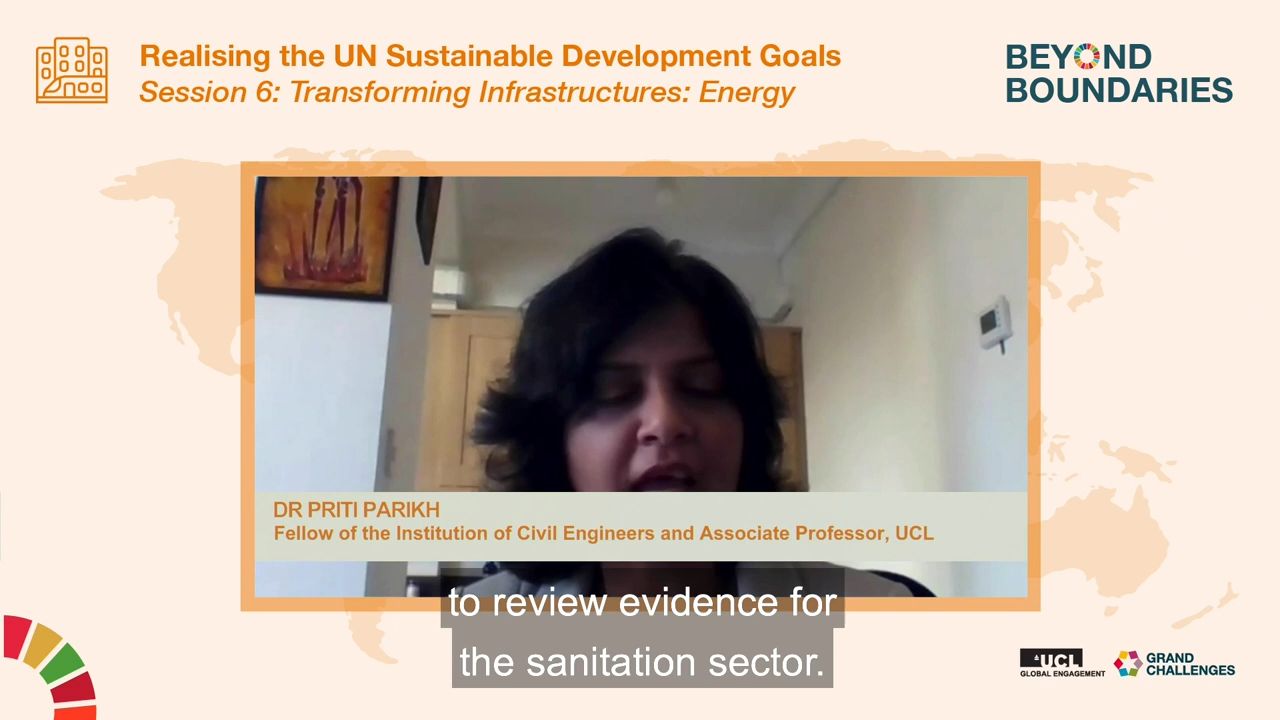 Realising the UN Sustainable Development Goals
Session 6: Transforming Infrastructures: Energy
BEYOND
BOUNDARIES
DR PRITI PARIKH
Fellow of the Institution of Civil Engineers and Associate Professor, UCL
to review evidence for
the sanitation sector.
UCL
GLOBAL ENGAGEMENT
GRAND
CHALLENGES